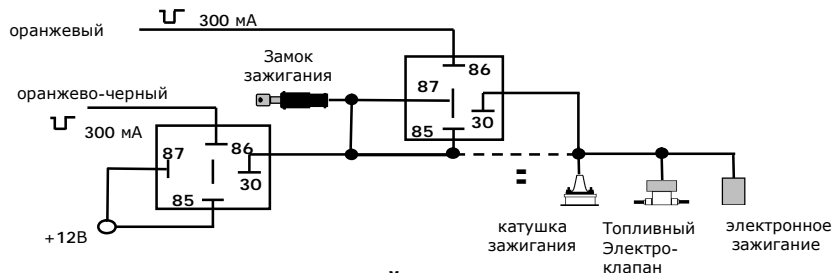 оранжевый
300 мА
Замок
зажигания
86
87
85
30
оранжево-черный
300 мА
87
86
30
85
+12В
катушка
зажигания
Топливный
Электро-
клапан
электронное
зажигание